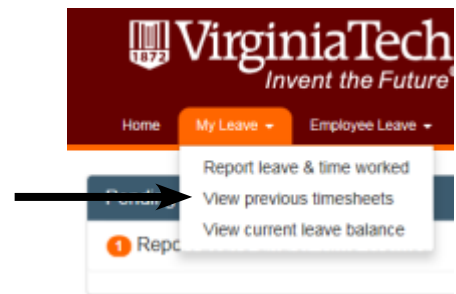 1872
VirginiaTech
Invent the Future®
Home My Leave Employee Leave
Report leave & time worked
View previous timesheets
View current leave balance
1 Repo